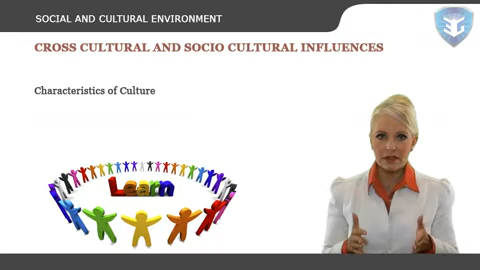 SOCIAL AND CULTURAL ENVIRONMENT
CROSS CULTURAL AND SOCIO CULTURAL INFLUENCES
Characteristics of Culture
Learn